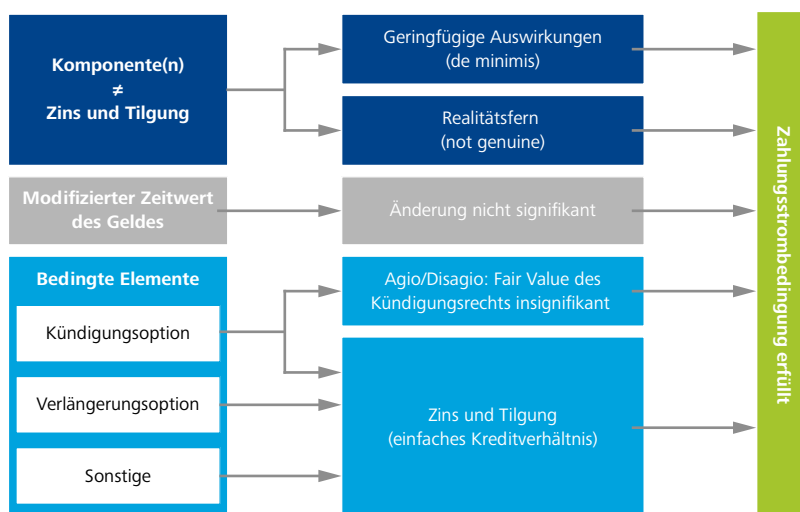 Komponente(n)
≠
Zins und Tilgung
Geringfügige Auswirkungen
(de minimis)
Realitätsfern
(not genuine)
Modifizierter Zeitwert
des Geldes
Änderung nicht signifikant
Bedingte Elemente
Kündigungsoption
Verlängerungsoption
Sonstige
Agio/Disagio: Fair Value des
Kündigungsrechts insignifikant
Zins und Tilgung
(einfaches Kreditverhältnis)
Zahlungsstrombedingung erfüllt